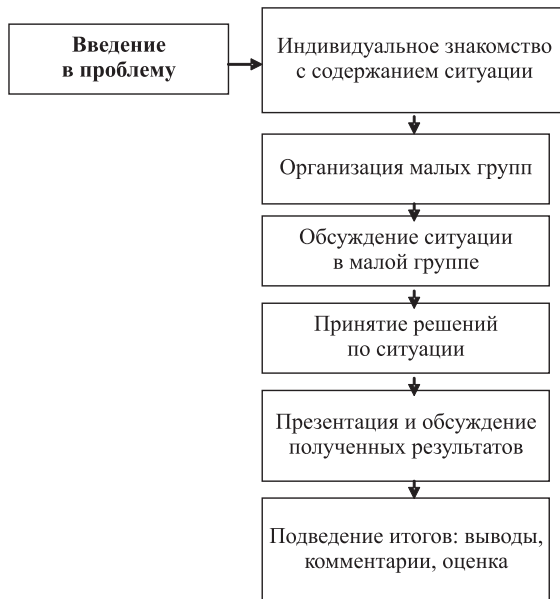 Введение
в проблему
Индивидуальное знакомство
с содержанием ситуации
Организация малых групп
Обсуждение ситуации
в малой группе
Принятие решений
по ситуации
Презентация и обсуждение
полученных результатов
Подведение итогов: выводы,
комментарии, оценка